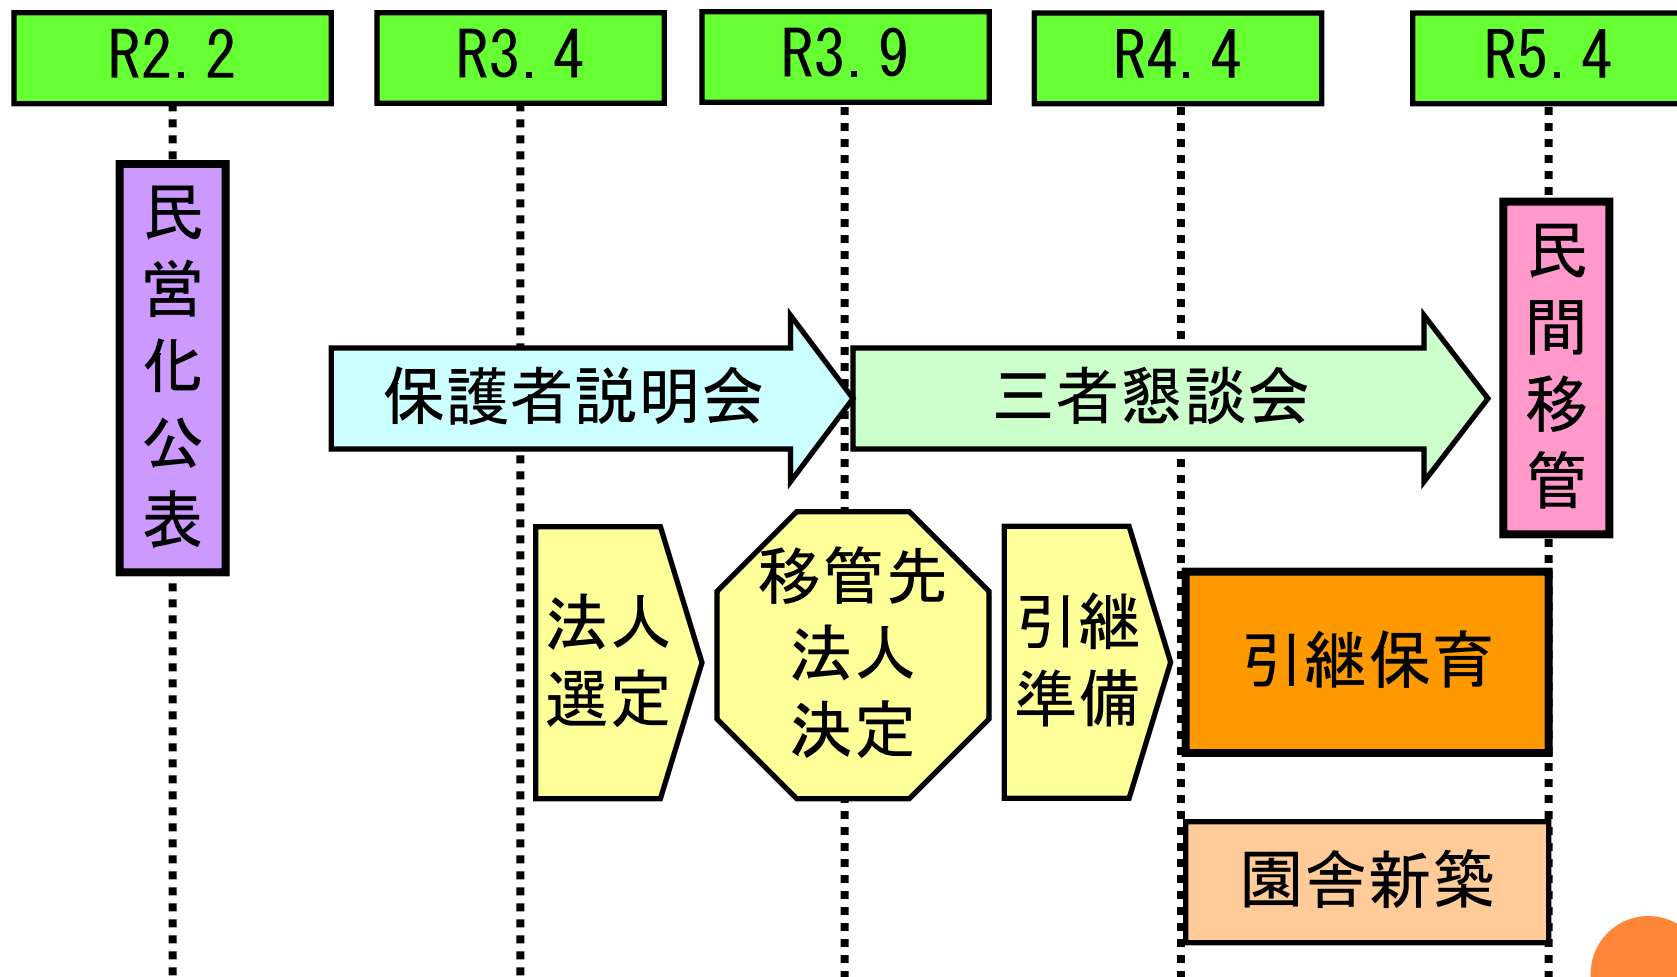 R2.2
R3.4
R3.9
R4.4
R5.4
民営化公表
保護者説明会
三者懇談会
民間移管
法人
選定
移管先
法人
決定
引継
準備
引継保育
園舎新築